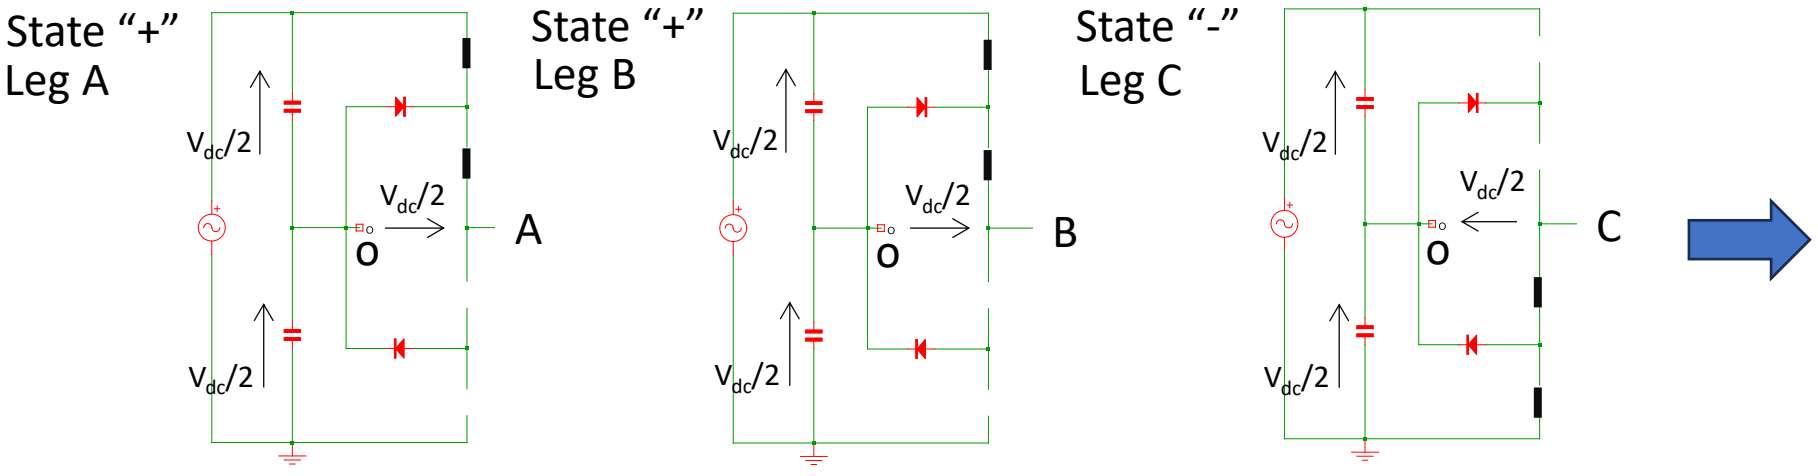 State “+”
Leg A
Vdc/2
Vdc/2
+
o
O
A
Vdc/2
State “+”
Leg B
Vdc/2
Vdc/2
+
o
O
B
Vdc/2
State “-”
Leg C
Vdc/2
Vdc/2
+
o
O
C
Vdc/2